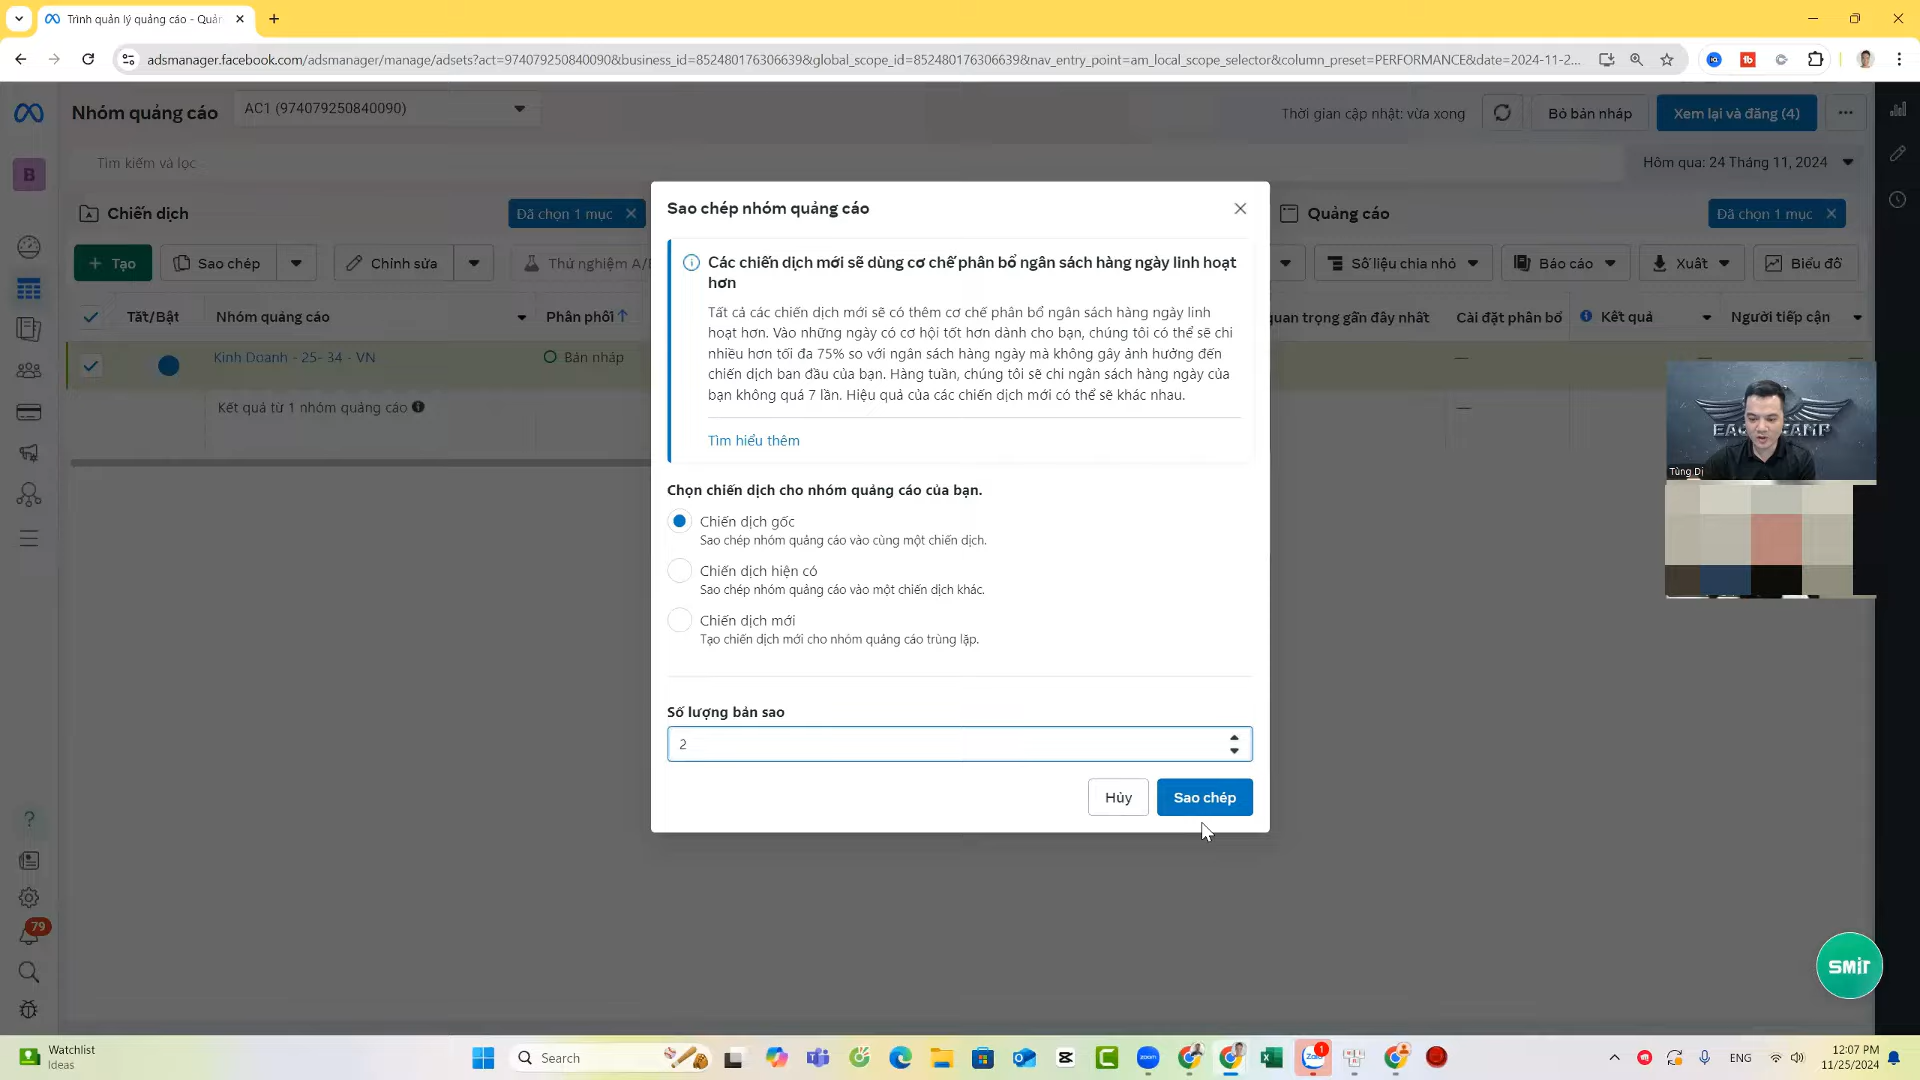 Trình quản lý quảng cáo - Quản
adsmanager.facebook.com/adsmanager/manage/adsets?act=974079250840090&business_id=852480176306639&global_scope_id=852480176306639&nav_entry_point=am_local_scope_selector&column_preset=PERFORMANCE&date=2024-11-2...
Nhóm quảng cáo
AC1 (974079250840090)
Thời gian cập nhật: vừa xong
Bỏ bản nháp
Xem lại và đăng (4)
B
Tìm kiếm và lọc
Hôm qua: 24 Tháng 11, 2024
Chiến dịch
Đã chọn 1 mục
Quảng cáo
Đã chọn 1 mục
+ Tạo
Sao chép
Chỉnh sửa
Thử nghiệm A/
Số liệu chia nhỏ
Báo cáo
Xuất
Biểu đồ
Tắt/Bật
Nhóm quảng cáo
Phân phối
quan trọng gần đây nhất
Cài đặt phân bổ
Kết quả
Người tiếp cận
Kinh Doanh - 25- 34 - VN
Bản nháp
Kết quả từ 1 nhóm quảng cáo
Sao chép nhóm quảng cáo
Các chiến dịch mới sẽ dùng cơ chế phân bổ ngân sách hàng ngày linh hoạt
hơn
Tất cả các chiến dịch mới sẽ có thêm cơ chế phân bổ ngân sách hàng ngày linh
hoạt hơn. Vào những ngày có cơ hội tốt hơn dành cho bạn, chúng tôi có thể sẽ chi
nhiều hơn tối đa 75% so với ngân sách hàng ngày mà không gây ảnh hưởng đến
chiến dịch ban đầu của bạn. Hàng tuần, chúng tôi sẽ chi ngân sách hàng ngày của
bạn không quá 7 lần. Hiệu quả của các chiến dịch mới có thể sẽ khác nhau.
Tìm hiểu thêm
Chọn chiến dịch cho nhóm quảng cáo của bạn.
Chiến dịch gốc
Sao chép nhóm quảng cáo vào cùng một chiến dịch.
Chiến dịch hiện có
Sao chép nhóm quảng cáo vào một chiến dịch khác.
Chiến dịch mới
Tạo chiến dịch mới cho nhóm quảng cáo trùng lặp.
Số lượng bản sao
2
Hủy
Sao chép
Tùng Dị
79
SMIT
Watchlist
Ideas
Search
zoom
Zalo
1
ENG
12:07 PM
11/25/2024